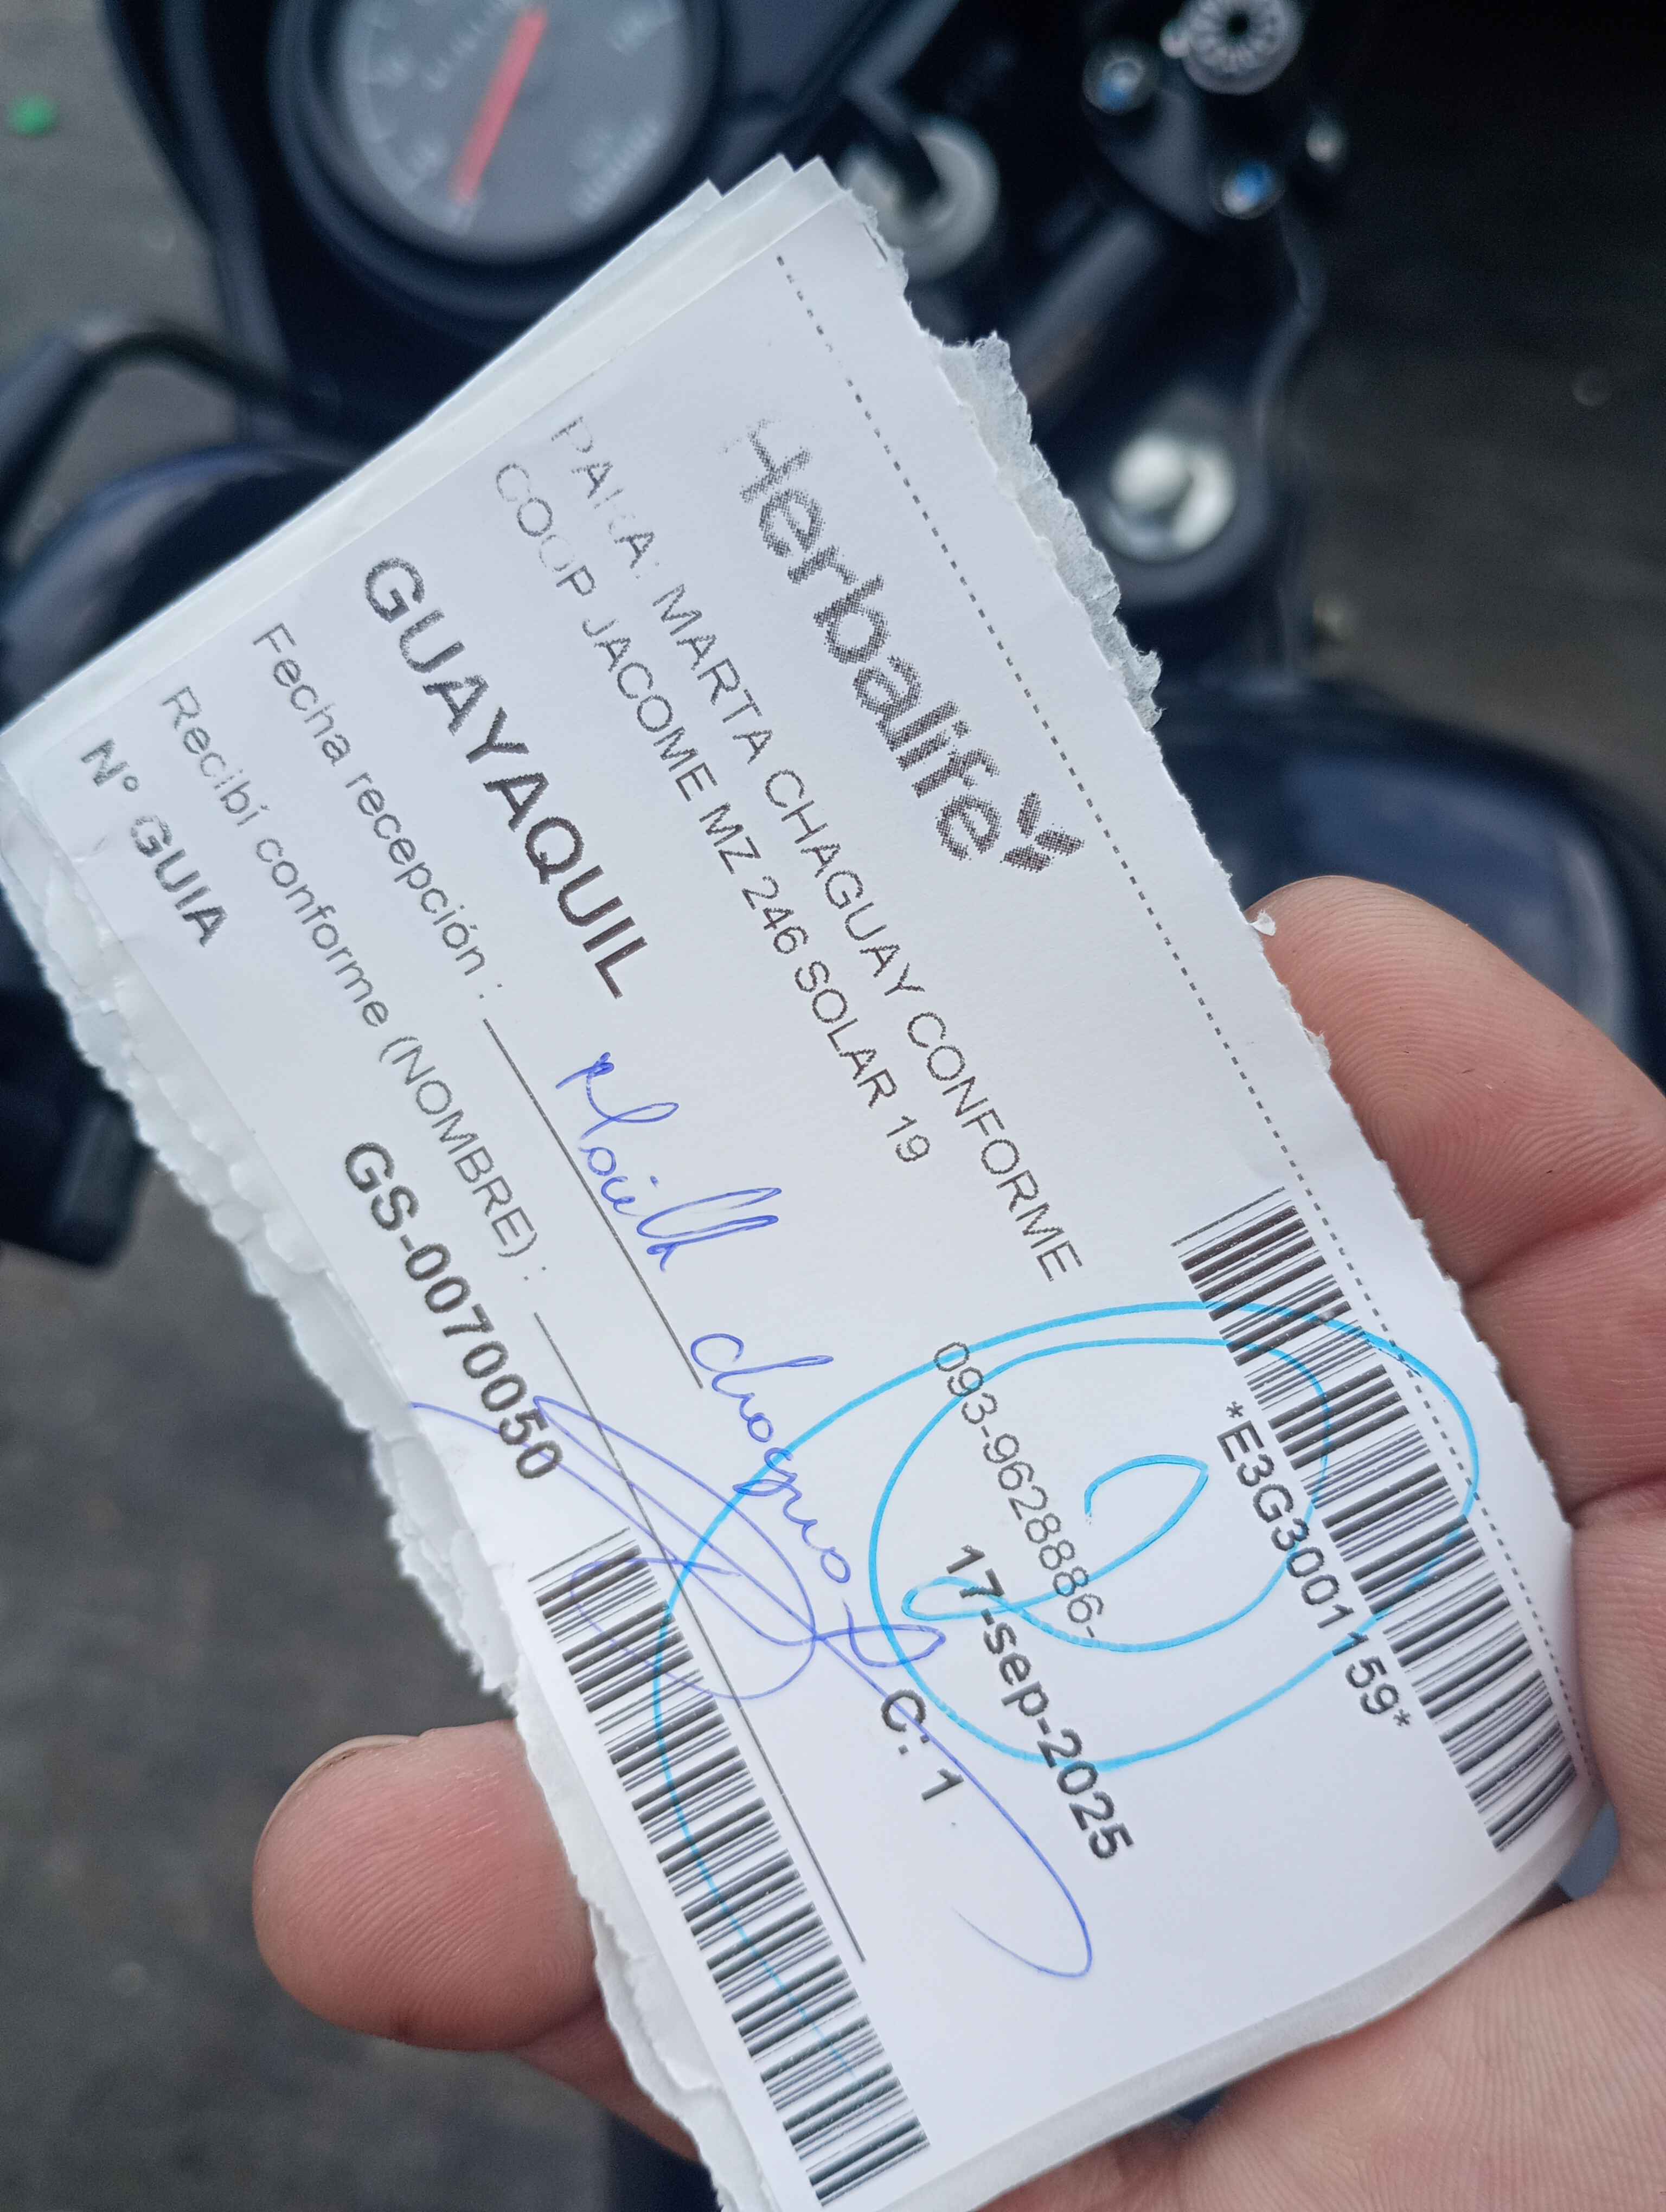 *E3G3001159*
Herbalife
17-sep-2025
PARA: MARTA CHAGUAY CONFORME 093-9628886-
COOP JACOME MZ 246 SOLAR 19
GUAYAQUIL C: 1
Fecha recepción :
Recibí conforme (NOMBRE) :
N° GUIA GS-0070050